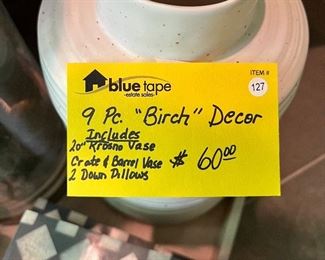 blue tape
estate sales
ITEM #
127
9 Pc. "Birch" Decor
Includes
20" Krosno Vase
Crate & Barrel Vase $ 60.00
2 Down Pillows